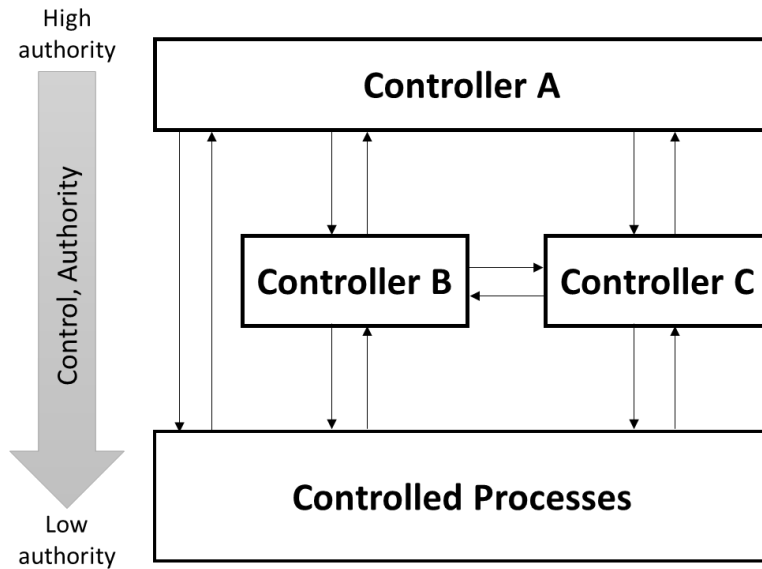 High
authority
Controller A
Control, Authority
Controller B
Controller C
Controlled Processes
Low
authority